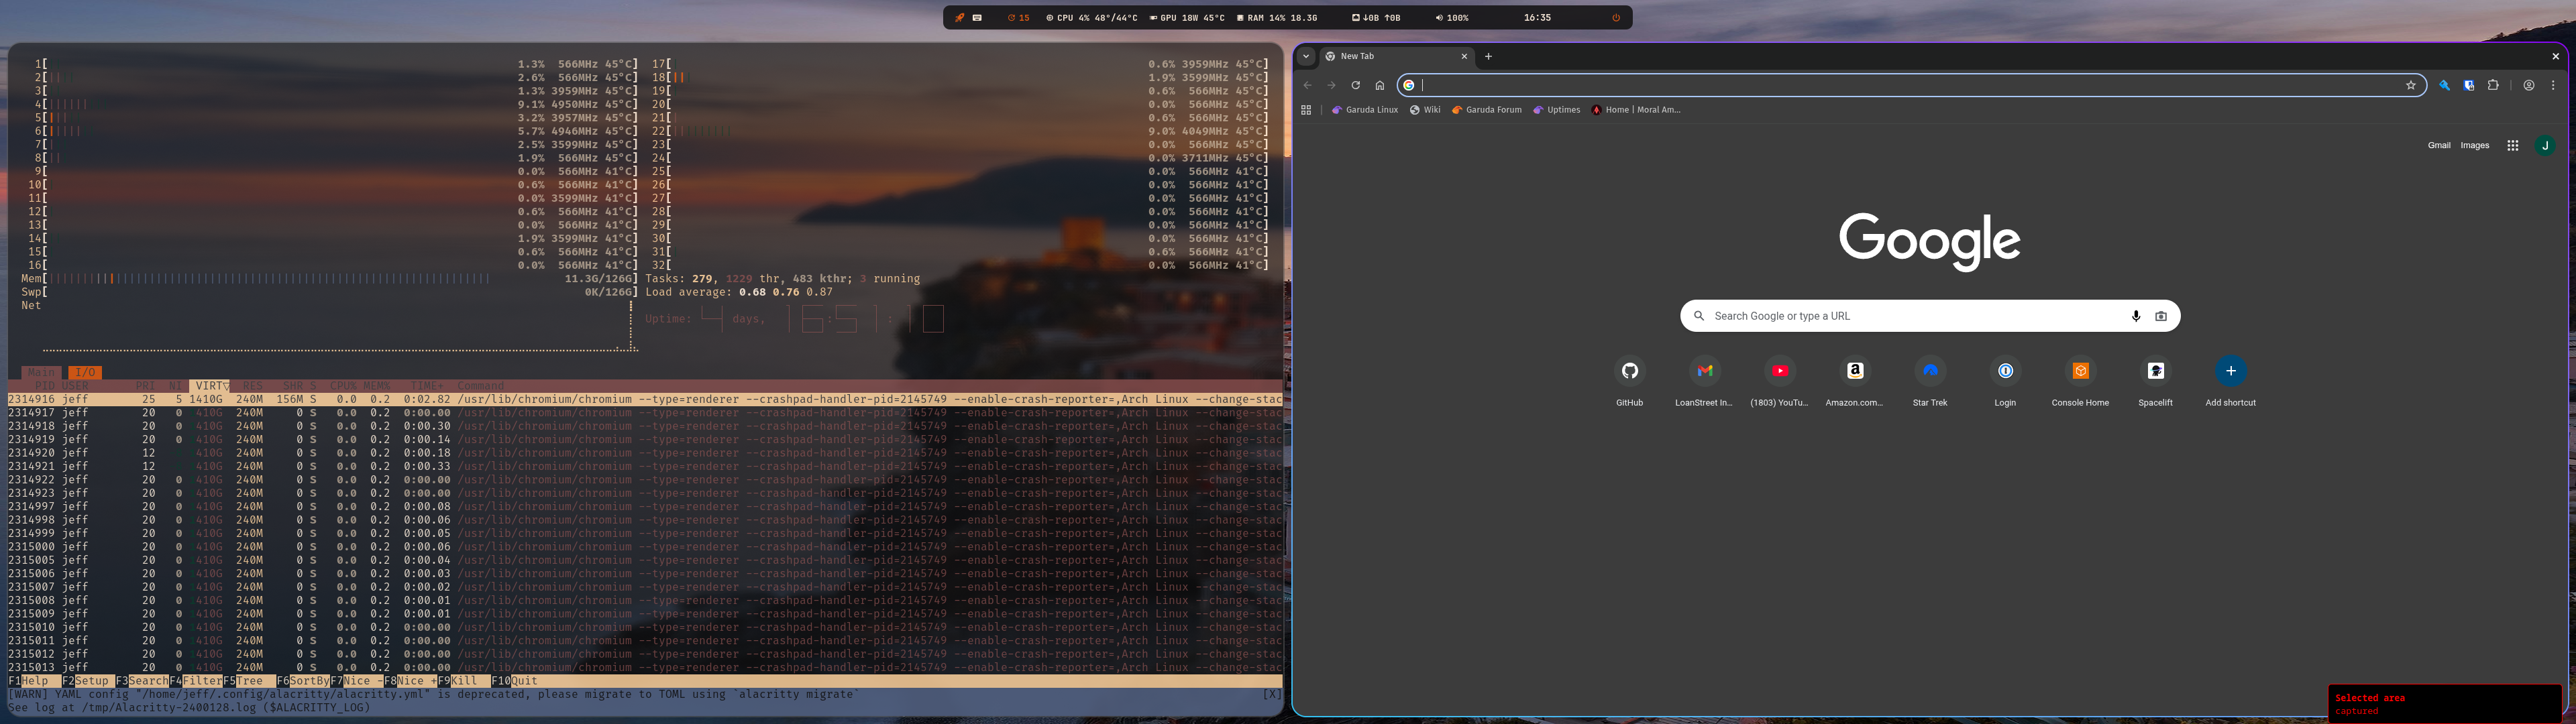 15 CPU 4% 48°/44°C GPU 18W 45°C RAM 14% 18.3G ↓0B ↑0B 100% 16:35
1[ 1.3% 566MHz 45°C] 17[ 0.6% 3959MHz 45°C]
2[ 2.6% 566MHz 45°C] 18[ 1.9% 3599MHz 45°C]
3[ 1.3% 3959MHz 45°C] 19[ 0.6% 566MHz 45°C]
4[ 9.1% 4950MHz 45°C] 20[ 0.0% 566MHz 45°C]
5[ 3.2% 3957MHz 45°C] 21[ 0.6% 566MHz 45°C]
6[ 5.7% 4946MHz 45°C] 22[ 9.0% 4049MHz 45°C]
7[ 2.5% 3599MHz 45°C] 23[ 0.0% 566MHz 45°C]
8[ 1.9% 566MHz 45°C] 24[ 0.0% 3711MHz 45°C]
9[ 0.0% 566MHz 41°C] 25[ 0.0% 566MHz 41°C]
10[ 0.6% 566MHz 41°C] 26[ 0.0% 566MHz 41°C]
11[ 0.0% 3599MHz 41°C] 27[ 0.0% 566MHz 41°C]
12[ 0.6% 566MHz 41°C] 28[ 0.0% 566MHz 41°C]
13[ 0.0% 566MHz 41°C] 29[ 0.0% 566MHz 41°C]
14[ 1.9% 3599MHz 41°C] 30[ 0.0% 566MHz 41°C]
15[ 0.6% 566MHz 41°C] 31[ 0.6% 566MHz 41°C]
16[ 0.0% 566MHz 41°C] 32[ 0.0% 566MHz 41°C]
Mem[ 11.3G/126G] Tasks: 279, 1229 thr, 483 kthr; 3 running
Swp[ 0K/126G] Load average: 0.68 0.76 0.87
Net
Uptime: 4 days,
Main I/O
PID USER PRI NI VIRT▽ RES SHR S CPU% MEM% TIME+ Command
2314916 jeff 25 5 1410G 240M 156M S 0.0 0.2 0:02.82 /usr/lib/chromium/chromium --type=renderer --crashpad-handler-pid=2145749 --enable-crash-reporter=,Arch Linux --change-stac
2314917 jeff 20 0 1410G 240M 0 S 0.0 0.2 0:00.00 /usr/lib/chromium/chromium --type=renderer --crashpad-handler-pid=2145749 --enable-crash-reporter=,Arch Linux --change-stac
2314918 jeff 20 0 1410G 240M 0 S 0.0 0.2 0:00.30 /usr/lib/chromium/chromium --type=renderer --crashpad-handler-pid=2145749 --enable-crash-reporter=,Arch Linux --change-stac
2314919 jeff 20 0 1410G 240M 0 S 0.0 0.2 0:00.14 /usr/lib/chromium/chromium --type=renderer --crashpad-handler-pid=2145749 --enable-crash-reporter=,Arch Linux --change-stac
2314920 jeff 12 1410G 240M 0 S 0.0 0.2 0:00.18 /usr/lib/chromium/chromium --type=renderer --crashpad-handler-pid=2145749 --enable-crash-reporter=,Arch Linux --change-stac
2314921 jeff 12 1410G 240M 0 S 0.0 0.2 0:00.33 /usr/lib/chromium/chromium --type=renderer --crashpad-handler-pid=2145749 --enable-crash-reporter=,Arch Linux --change-stac
2314922 jeff 20 0 1410G 240M 0 S 0.0 0.2 0:00.00 /usr/lib/chromium/chromium --type=renderer --crashpad-handler-pid=2145749 --enable-crash-reporter=,Arch Linux --change-stac
2314923 jeff 20 0 1410G 240M 0 S 0.0 0.2 0:00.00 /usr/lib/chromium/chromium --type=renderer --crashpad-handler-pid=2145749 --enable-crash-reporter=,Arch Linux --change-stac
2314997 jeff 20 0 1410G 240M 0 S 0.0 0.2 0:00.08 /usr/lib/chromium/chromium --type=renderer --crashpad-handler-pid=2145749 --enable-crash-reporter=,Arch Linux --change-stac
2314998 jeff 20 0 1410G 240M 0 S 0.0 0.2 0:00.06 /usr/lib/chromium/chromium --type=renderer --crashpad-handler-pid=2145749 --enable-crash-reporter=,Arch Linux --change-stac
2314999 jeff 20 0 1410G 240M 0 S 0.0 0.2 0:00.05 /usr/lib/chromium/chromium --type=renderer --crashpad-handler-pid=2145749 --enable-crash-reporter=,Arch Linux --change-stac
2315000 jeff 20 0 1410G 240M 0 S 0.0 0.2 0:00.06 /usr/lib/chromium/chromium --type=renderer --crashpad-handler-pid=2145749 --enable-crash-reporter=,Arch Linux --change-stac
2315005 jeff 20 0 1410G 240M 0 S 0.0 0.2 0:00.04 /usr/lib/chromium/chromium --type=renderer --crashpad-handler-pid=2145749 --enable-crash-reporter=,Arch Linux --change-stac
2315006 jeff 20 0 1410G 240M 0 S 0.0 0.2 0:00.03 /usr/lib/chromium/chromium --type=renderer --crashpad-handler-pid=2145749 --enable-crash-reporter=,Arch Linux --change-stac
2315007 jeff 20 0 1410G 240M 0 S 0.0 0.2 0:00.02 /usr/lib/chromium/chromium --type=renderer --crashpad-handler-pid=2145749 --enable-crash-reporter=,Arch Linux --change-stac
2315008 jeff 20 0 1410G 240M 0 S 0.0 0.2 0:00.01 /usr/lib/chromium/chromium --type=renderer --crashpad-handler-pid=2145749 --enable-crash-reporter=,Arch Linux --change-stac
2315009 jeff 20 0 1410G 240M 0 S 0.0 0.2 0:00.01 /usr/lib/chromium/chromium --type=renderer --crashpad-handler-pid=2145749 --enable-crash-reporter=,Arch Linux --change-stac
2315010 jeff 20 0 1410G 240M 0 S 0.0 0.2 0:00.00 /usr/lib/chromium/chromium --type=renderer --crashpad-handler-pid=2145749 --enable-crash-reporter=,Arch Linux --change-stac
2315011 jeff 20 0 1410G 240M 0 S 0.0 0.2 0:00.00 /usr/lib/chromium/chromium --type=renderer --crashpad-handler-pid=2145749 --enable-crash-reporter=,Arch Linux --change-stac
2315012 jeff 20 0 1410G 240M 0 S 0.0 0.2 0:00.00 /usr/lib/chromium/chromium --type=renderer --crashpad-handler-pid=2145749 --enable-crash-reporter=,Arch Linux --change-stac
2315013 jeff 20 0 1410G 240M 0 S 0.0 0.2 0:00.00 /usr/lib/chromium/chromium --type=renderer --crashpad-handler-pid=2145749 --enable-crash-reporter=,Arch Linux --change-stac
F1Help F2Setup F3SearchF4FilterF5Tree F6SortByF7Nice -F8Nice +F9Kill F10Quit
[WARN] YAML config "/home/jeff/.config/alacritty/alacritty.yml" is deprecated, please migrate to TOML using `alacritty migrate` [X]
See log at /tmp/Alacritty-2400128.log ($ALACRITTY_LOG)
New Tab
Garuda Linux Wiki Garuda Forum Uptimes Home | Moral Am...
Gmail Images J
Google
Search Google or type a URL
GitHub LoanStreet In... (1803) YouTu... Amazon.com... Star Trek Login Console Home Spacelift Add shortcut
Selected area
captured